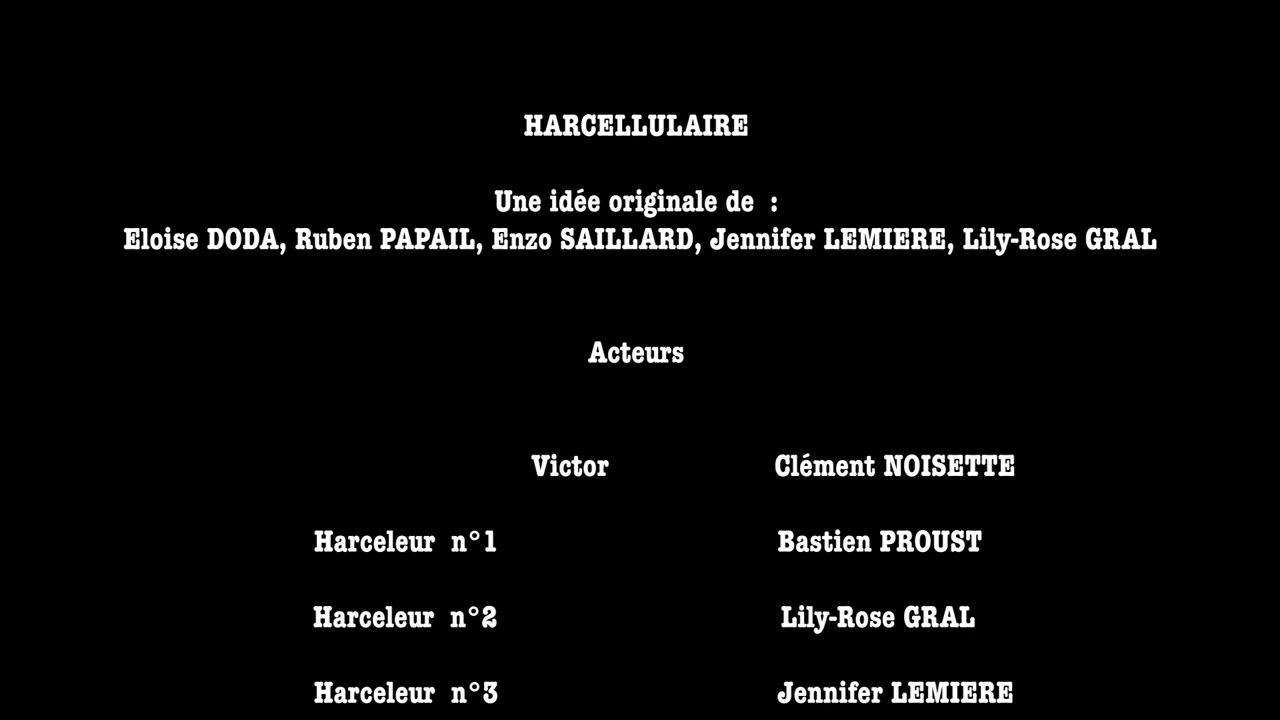 HARCELLULAIRE
Une idée originale de  :
Eloise DODA, Ruben PAPAIL, Enzo SAILLARD, Jennifer LEMIERE, Lily-Rose GRAL
Acteurs
Victor Clément NOISETTE
Harceleur n°1 Bastien PROUST
Harceleur n°2 Lily-Rose GRAL
Harceleur n°3 Jennifer LEMIERE